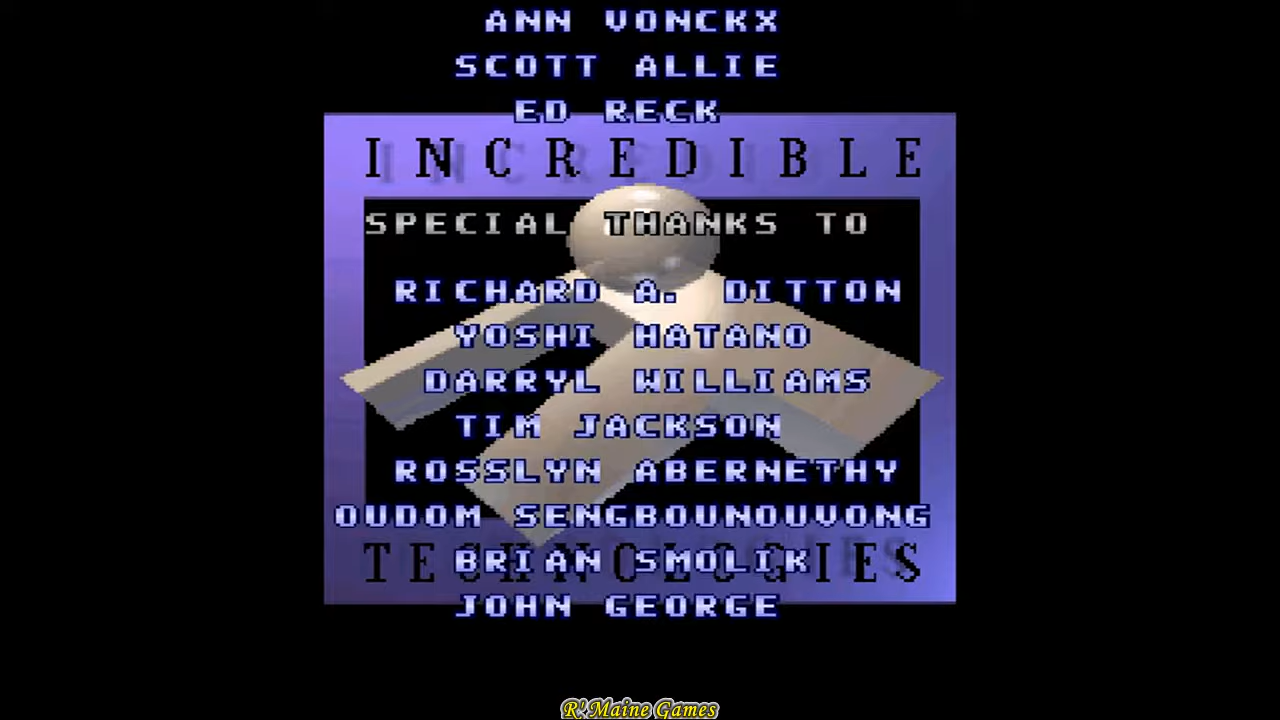 ANN VONCKX
SCOTT ALLIE
ED RECK
INCREDIBLE
SPECIAL THANKS TO
RICHARD A. DITTON
YOSHI HATANO
DARRYL WILLIAMS
TIM JACKSON
ROSSLYN ABERNETHY
OUDOM SENGBOUNOUVONG
TECHNOLOGIES
BRIAN SMOLIK
JOHN GEORGE
R' Maine Games